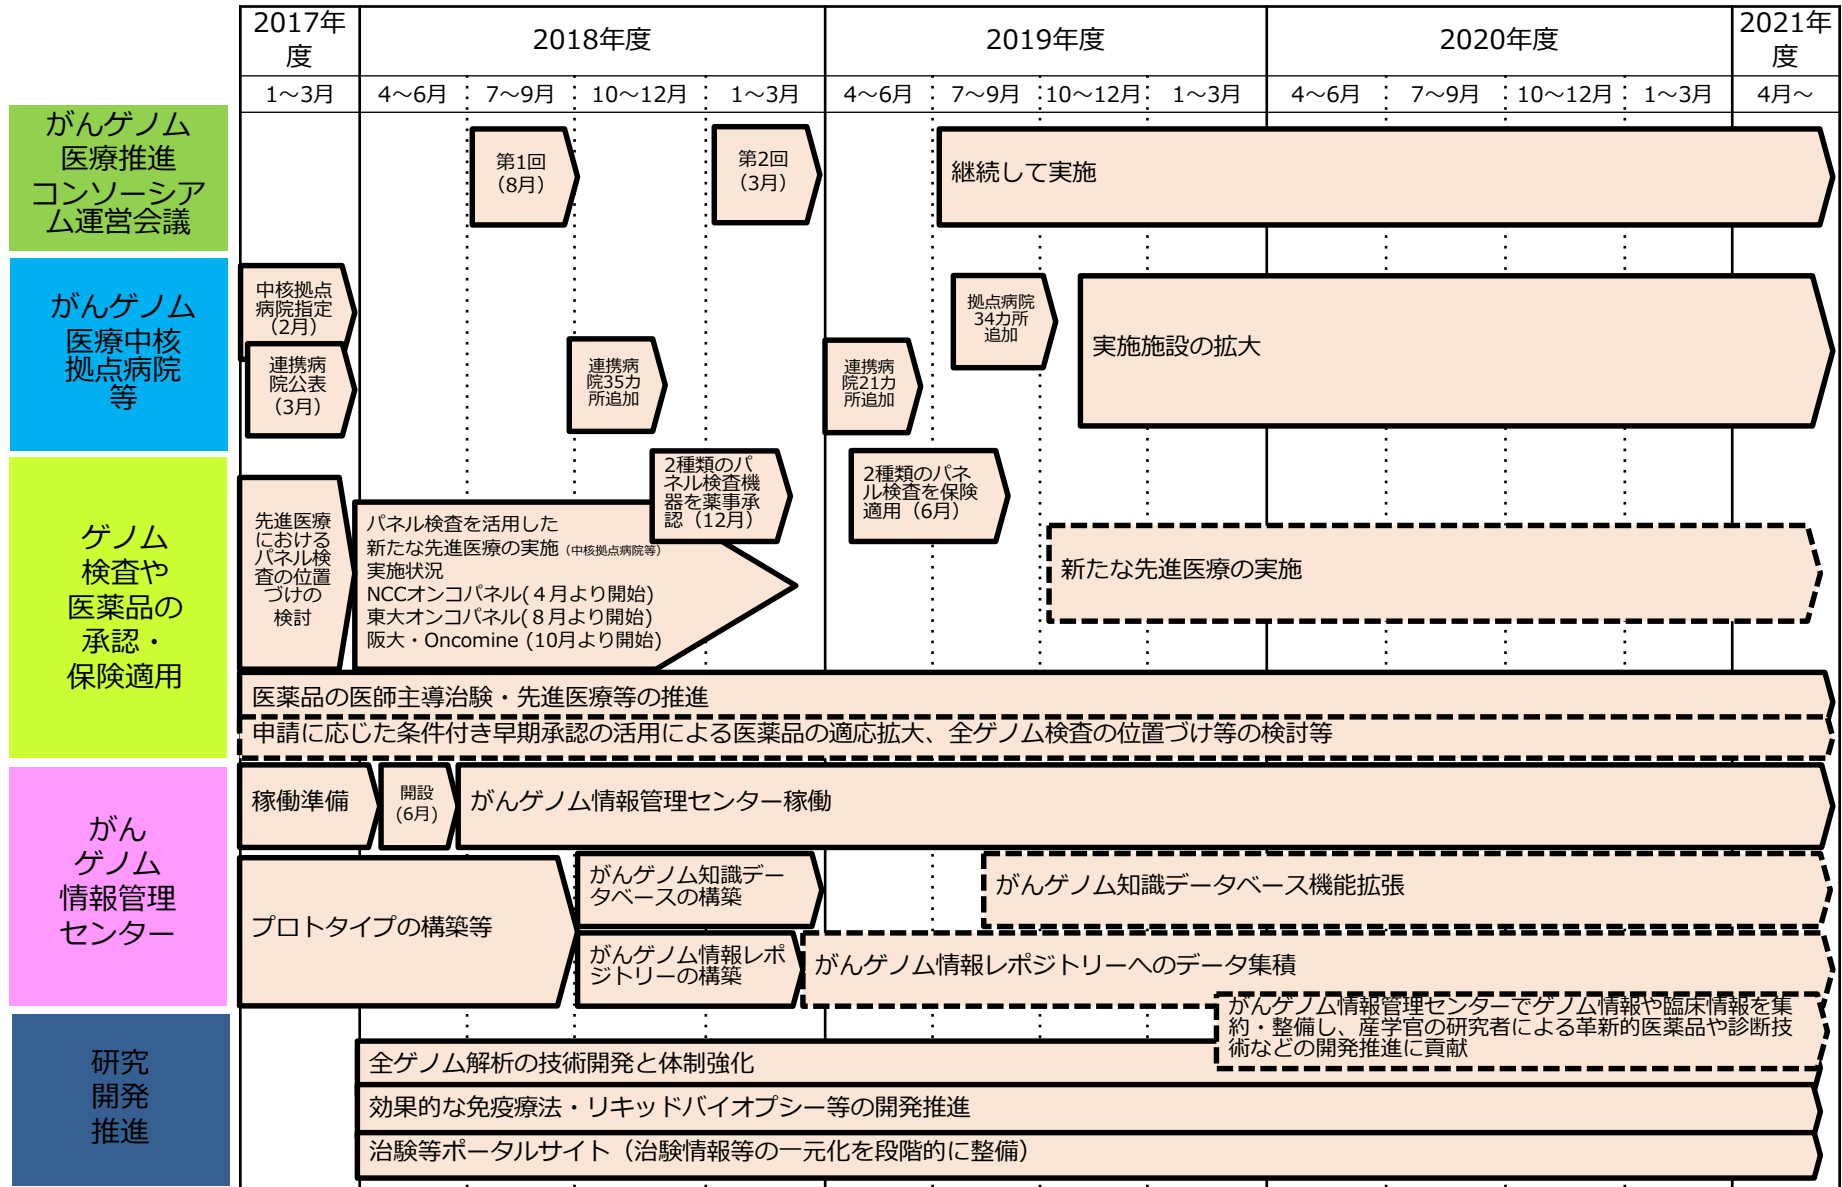 2017年
度
2018年度
2019年度
2020年度
2021年
度
1～3月
4～6月
7～9月
10～12月
1～3月
4～6月
7～9月
10～12月
1～3月
4～6月
7～9月
10～12月
1～3月
4月～
がんゲノム
医療推進
コンソーシア
ム運営会議
第1回
（8月）
第2回
（3月）
継続して実施
がんゲノム
医療中核
拠点病院
等
中核拠点
病院指定
（2月）
連携病
院公表
（3月）
連携病
院35カ
所追加
連携病
院21カ
所追加
拠点病院
34カ所
追加
実施施設の拡大
ゲノム
検査や
医薬品の
承認・
保険適用
先進医療
における
パネル検
査の位置
づけの
検討
パネル検査を活用した
新たな先進医療の実施（中核拠点病院等）
実施状況
NCCオンコパネル(４月より開始)
東大オンコパネル(８月より開始)
阪大・Oncomine (10月より開始)
2種類のパ
ネル検査機
器を薬事承
認（12月）
2種類のパネ
ル検査を保険
適用（6月）
新たな先進医療の実施
医薬品の医師主導治験・先進医療等の推進
申請に応じた条件付き早期承認の活用による医薬品の適応拡大、全ゲノム検査の位置づけ等の検討等
がん
ゲノム
情報管理
センター
稼働準備
開設
(6月)
がんゲノム情報管理センター稼働
プロトタイプの構築等
がんゲノム知識デー
タベースの構築
がんゲノム知識データベース機能拡張
がんゲノム情報レポ
ジトリーの構築
がんゲノム情報レポジトリーへのデータ集積
がんゲノム情報管理センターでゲノム情報や臨床情報を集
約・整備し、産学官の研究者による革新的医薬品や診断技
術などの開発推進に貢献
研究
開発
推進
全ゲノム解析の技術開発と体制強化
効果的な免疫療法・リキッドバイオプシー等の開発推進
治験等ポータルサイト（治験情報等の一元化を段階的に整備）